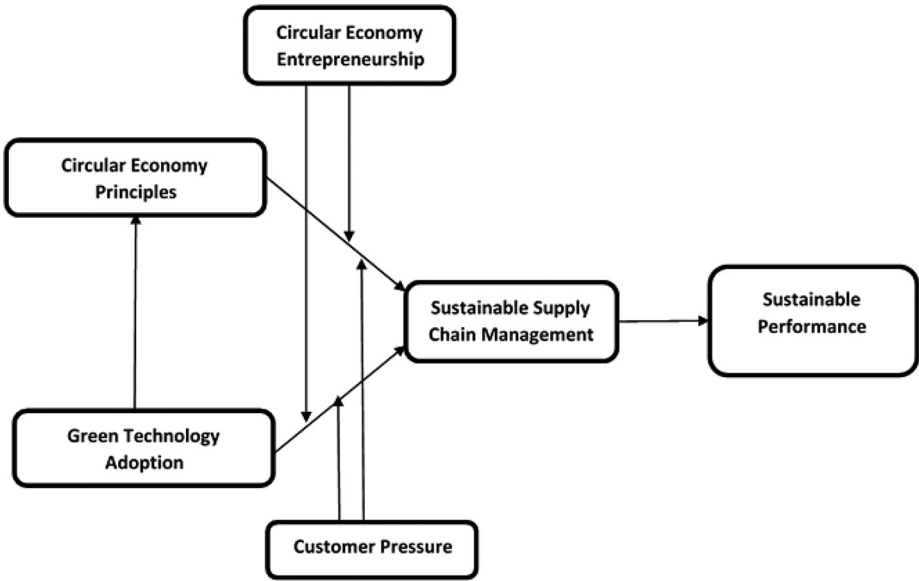 Circular Economy
Entrepreneurship
Circular Economy
Principles
Sustainable Supply
Chain Management
Sustainable
Performance
Green Technology
Adoption
Customer Pressure